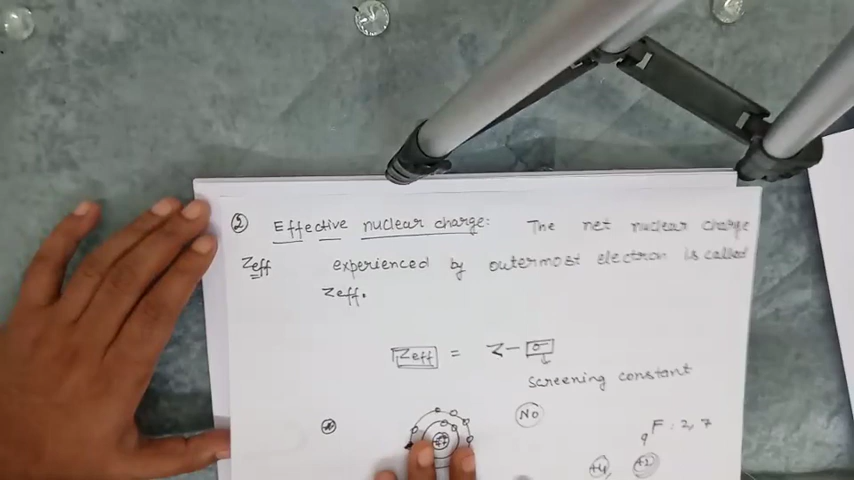 ② Effective nuclear charge: The net nuclear charge
Zeff experienced by outermost electron is called
Zeff.
Zeff = Z - σ
Screening constant
No
9F: 2, 7